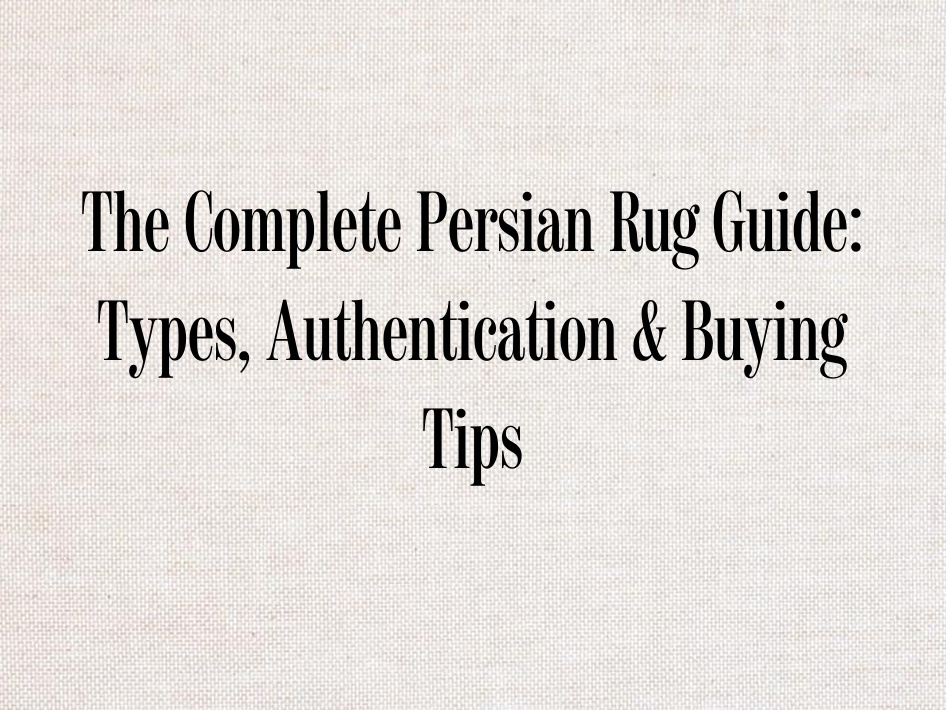 The Complete Persian Rug Guide:
Types, Authentication & Buying
Tips